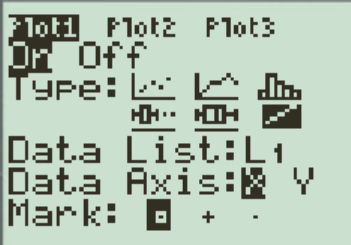 Plot1 Plot2 Plot3
On Off
Type:
Data List:L₁
Data Axis:X Y
Mark: + ·